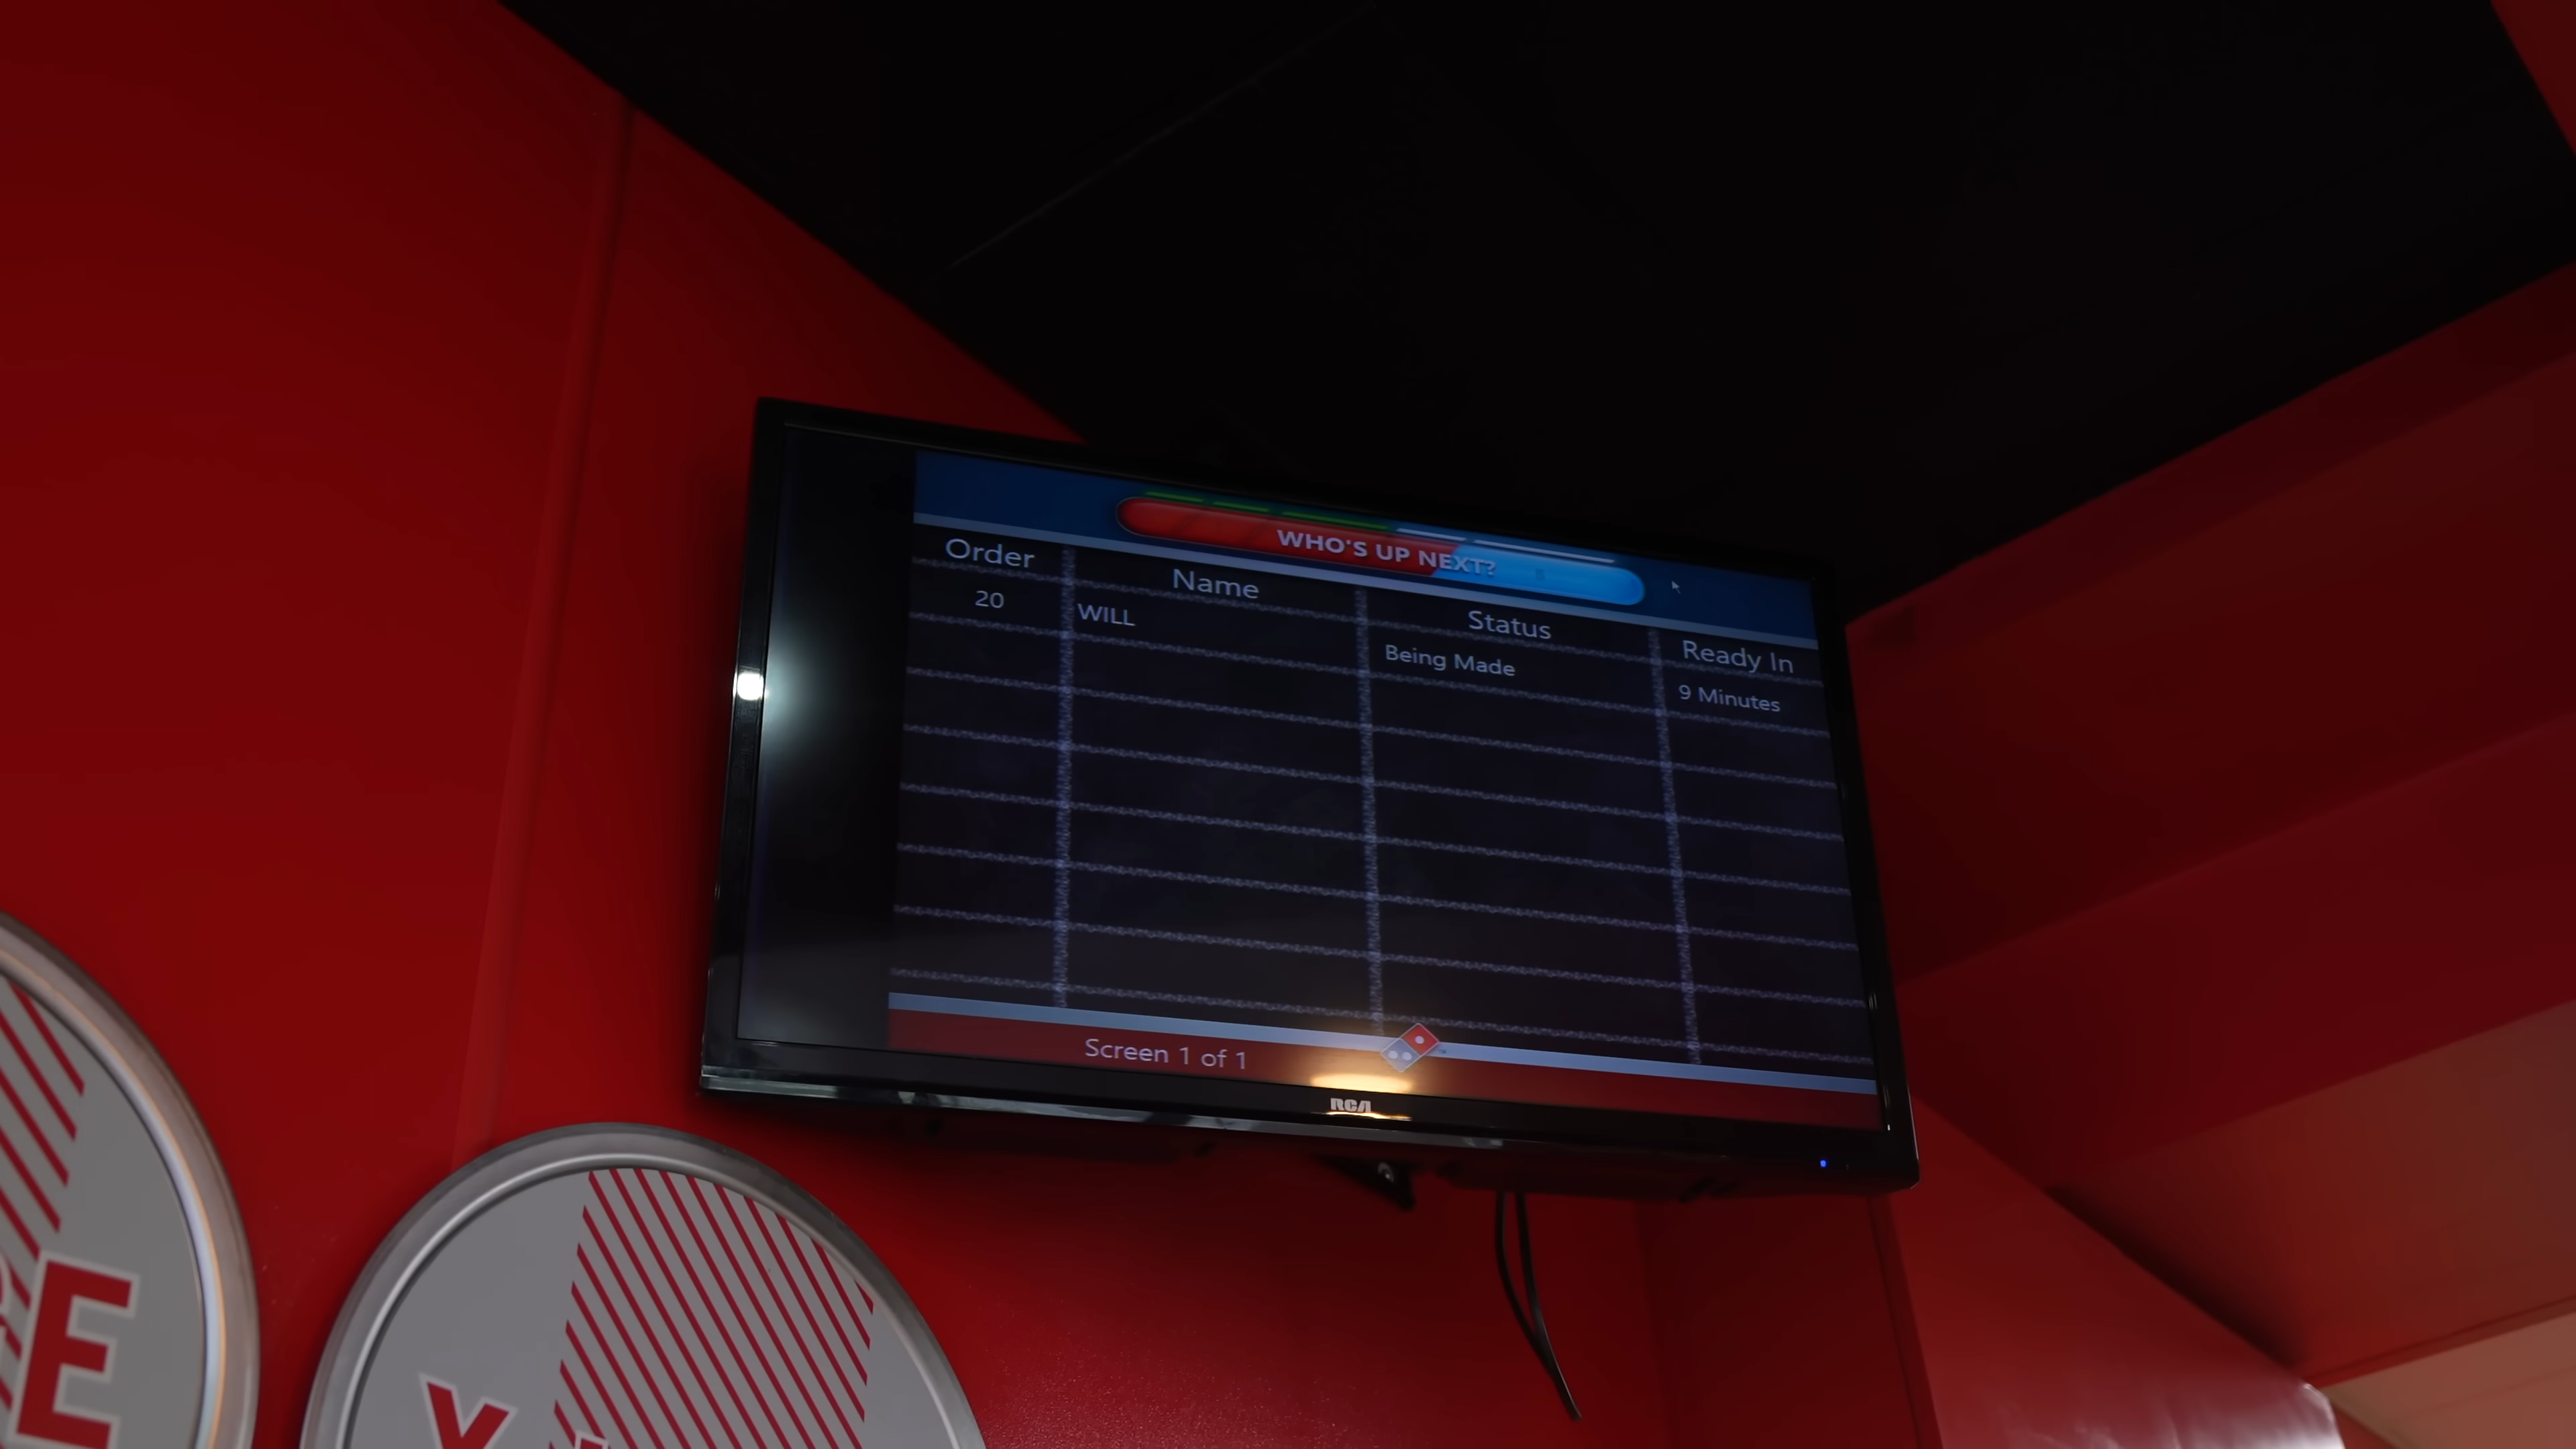 WHO'S UP NEXT?
Order Name Status Ready In
20 WILL Being Made 9 Minutes
Screen 1 of 1
RCA
E